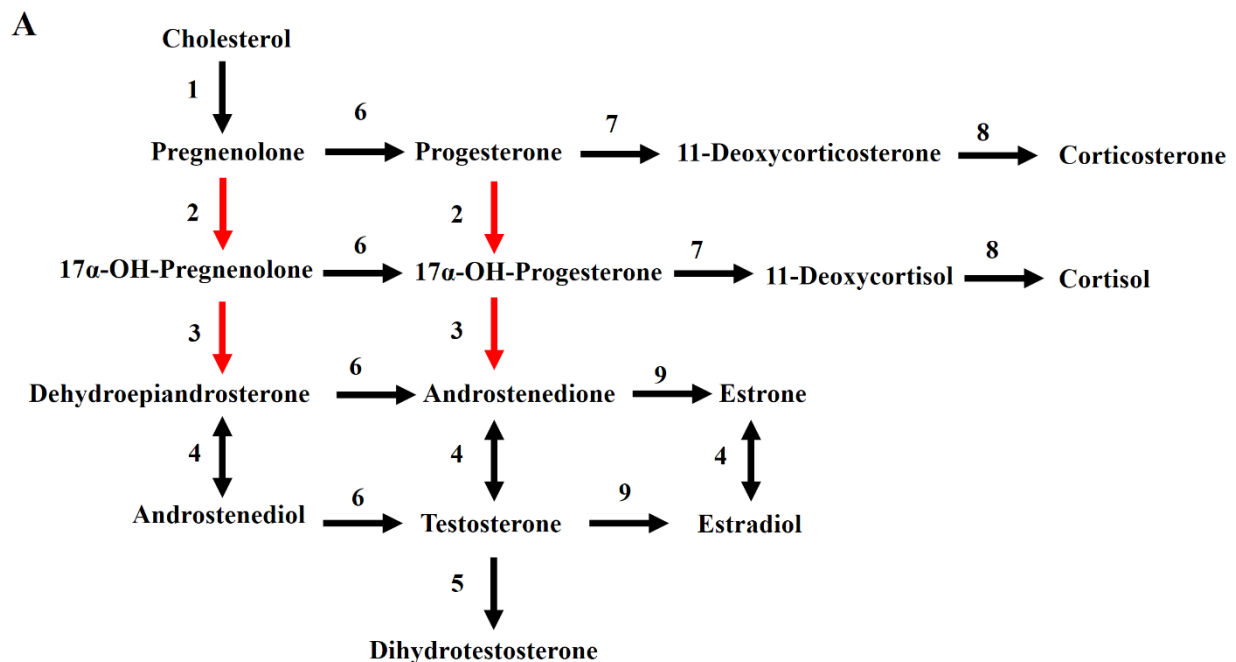 A
Cholesterol
1
6 7 8
Pregnenolone Progesterone 11-Deoxycorticosterone Corticosterone
2 2
6 7 8
17α-OH-Pregnenolone 17α-OH-Progesterone 11-Deoxycortisol Cortisol
3 3
6 9
Dehydroepiandrosterone Androstenedione Estrone
4 4 4
6 9
Androstenediol Testosterone Estradiol
5
Dihydrotestosterone